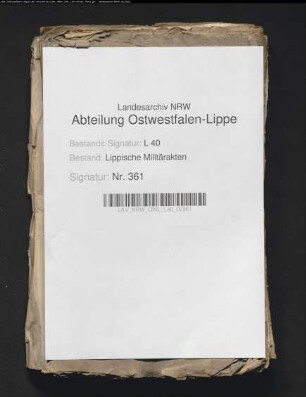 Landesarchiv NRW
Abteilung Ostwestfalen-Lippe
Bestands-Signatur: L 40
Bestand: Lippische Militärakten
Signatur: Nr. 361